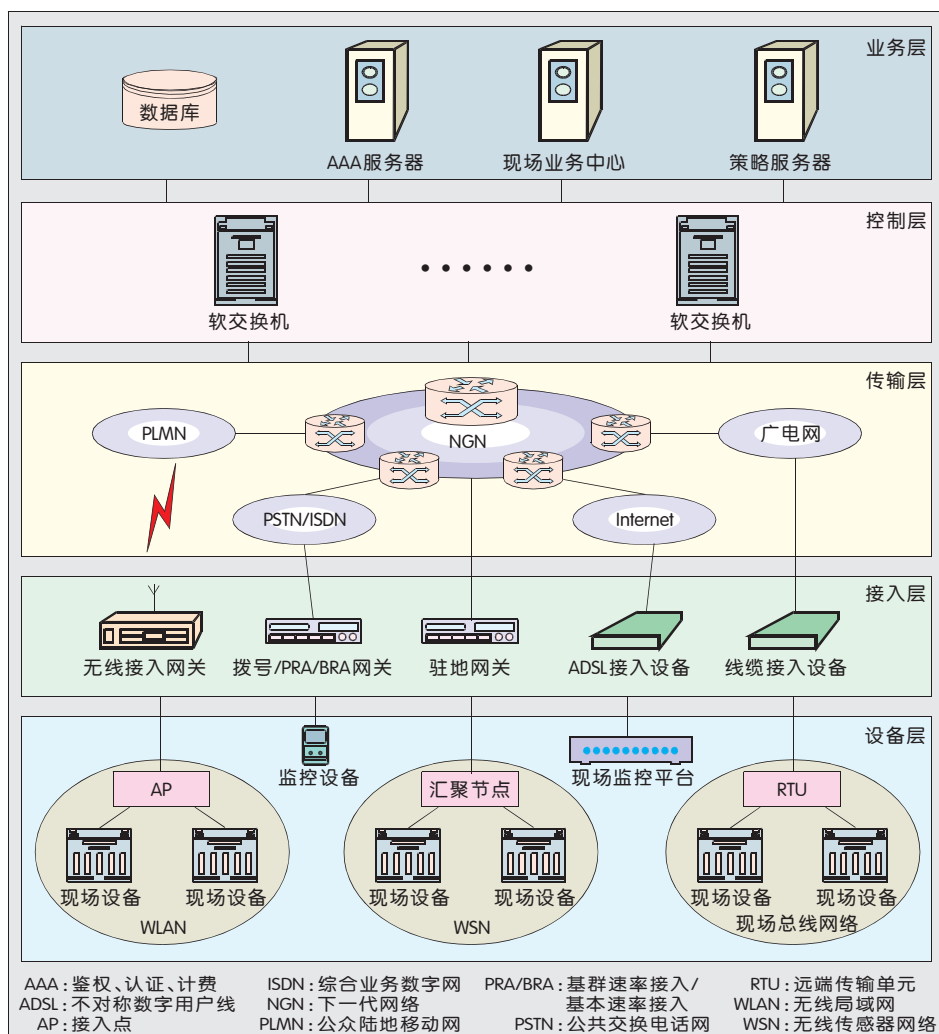 业务层
数据库
AAA服务器
现场业务中心
策略服务器
控制层
软交换机
······
软交换机
传输层
PLMN
NGN
广电网
PSTN/ISDN
Internet
接入层
无线接入网关
拨号/PRA/BRA网关
驻地网关
ADSL接入设备
线缆接入设备
设备层
监控设备
现场监控平台
AP
汇聚节点
RTU
现场设备
现场设备
现场设备
现场设备
现场设备
现场设备
WLAN
WSN
现场总线网络
AAA:鉴权、认证、计费
ADSL:不对称数字用户线
AP:接入点
ISDN:综合业务数字网
NGN:下一代网络
PLMN:公众陆地移动网
PRA/BRA:基群速率接入/
基本速率接入
PSTN:公共交换电话网
RTU:远端传输单元
WLAN:无线局域网
WSN:无线传感器网络